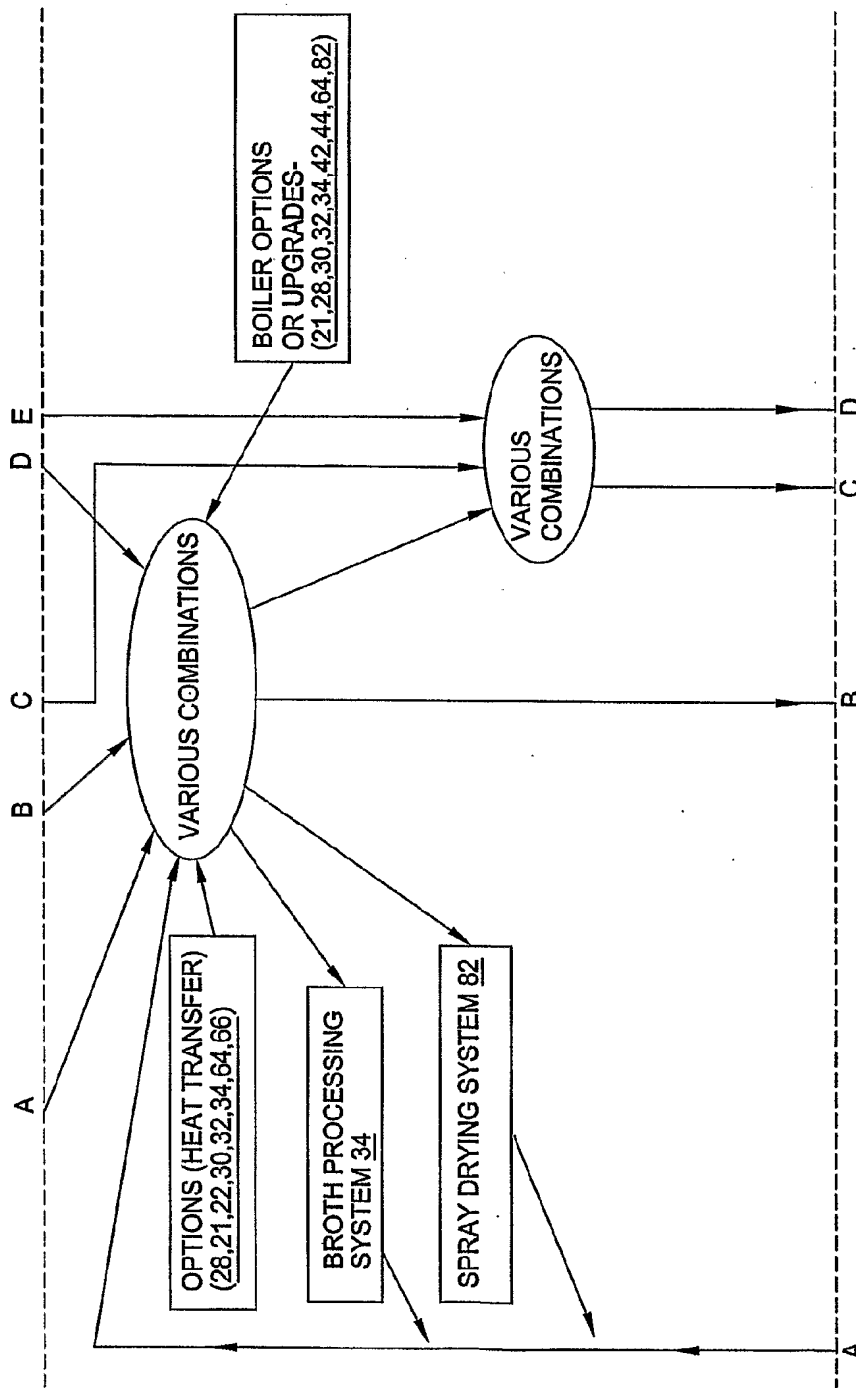 A
B
C
D
E
OPTIONS (HEAT TRANSFER)
(28,21,22,30,32,34,64,66)
VARIOUS COMBINATIONS
BOILER OPTIONS
OR UPGRADES-
(21,28,30,32,34,42,44,64,82)
BROTH PROCESSING
SYSTEM 34
SPRAY DRYING SYSTEM 82
VARIOUS
COMBINATIONS
A
B
C
D